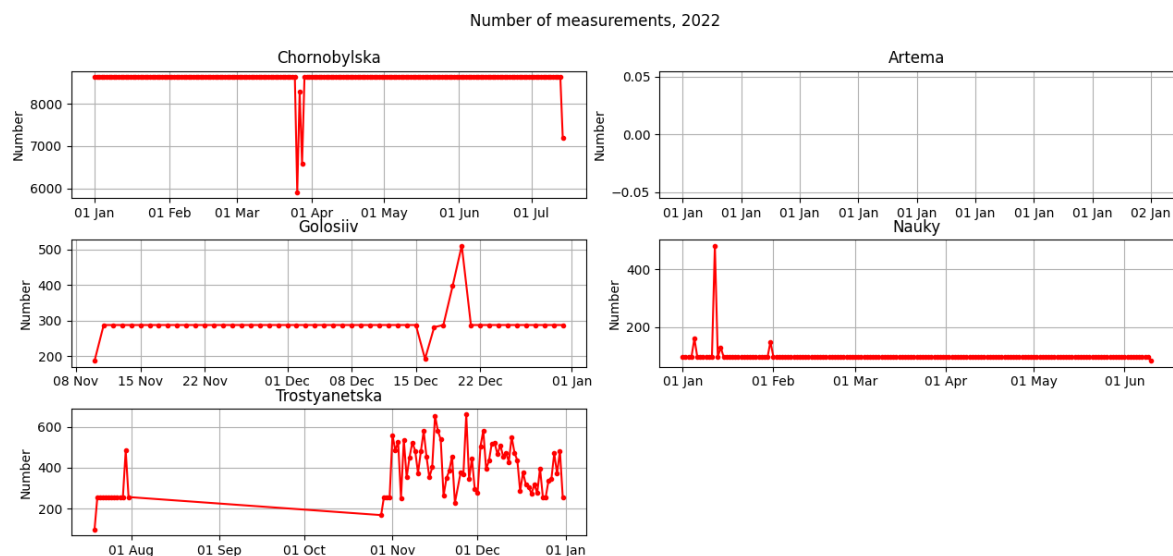 Number of measurements, 2022
Chornobylska
Number
8000
7000
6000
01 Jan 01 Feb 01 Mar 01 Apr 01 May 01 Jun 01 Jul
Artema
Number
0.05
0.00
−0.05
01 Jan 01 Jan 01 Jan 01 Jan 01 Jan 01 Jan 01 Jan 01 Jan 02 Jan
Golosiiv
Number
500
400
300
200
08 Nov 15 Nov 22 Nov 01 Dec 08 Dec 15 Dec 22 Dec 01 Jan
Nauky
Number
400
200
01 Jan 01 Feb 01 Mar 01 Apr 01 May 01 Jun
Trostyanetska
Number
600
400
200
01 Aug 01 Sep 01 Oct 01 Nov 01 Dec 01 Jan